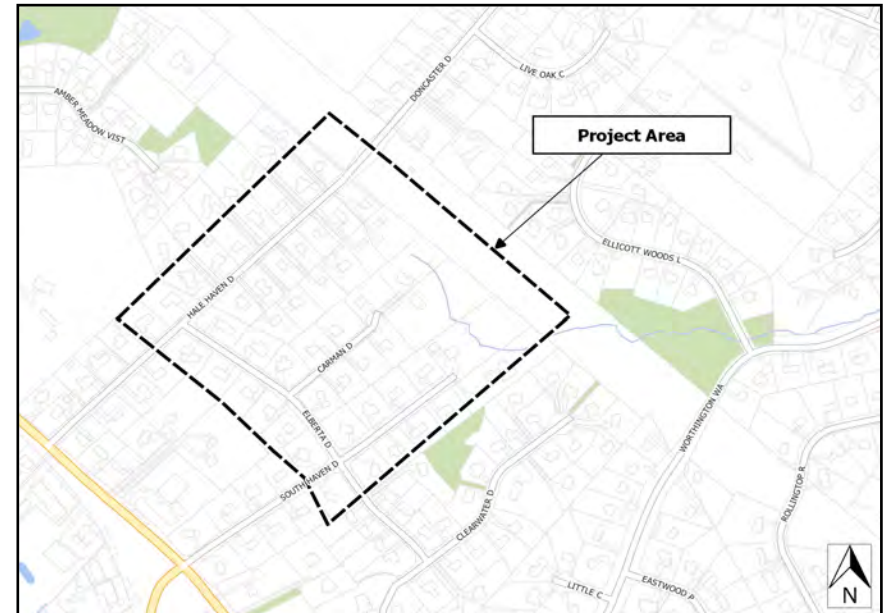 DONCASTER D
LIVE OAK C
AMBER MEADOW VIST
Project Area
ELLICOTT WOODS L
HALE HAVEN D
CARMAN D
ELBERTA D
WORTHINGTON WA
SOUTH HAVEN D
CLEARWATER D
ROLLINGTOP R
LITTLE C
EASTWOOD P
N